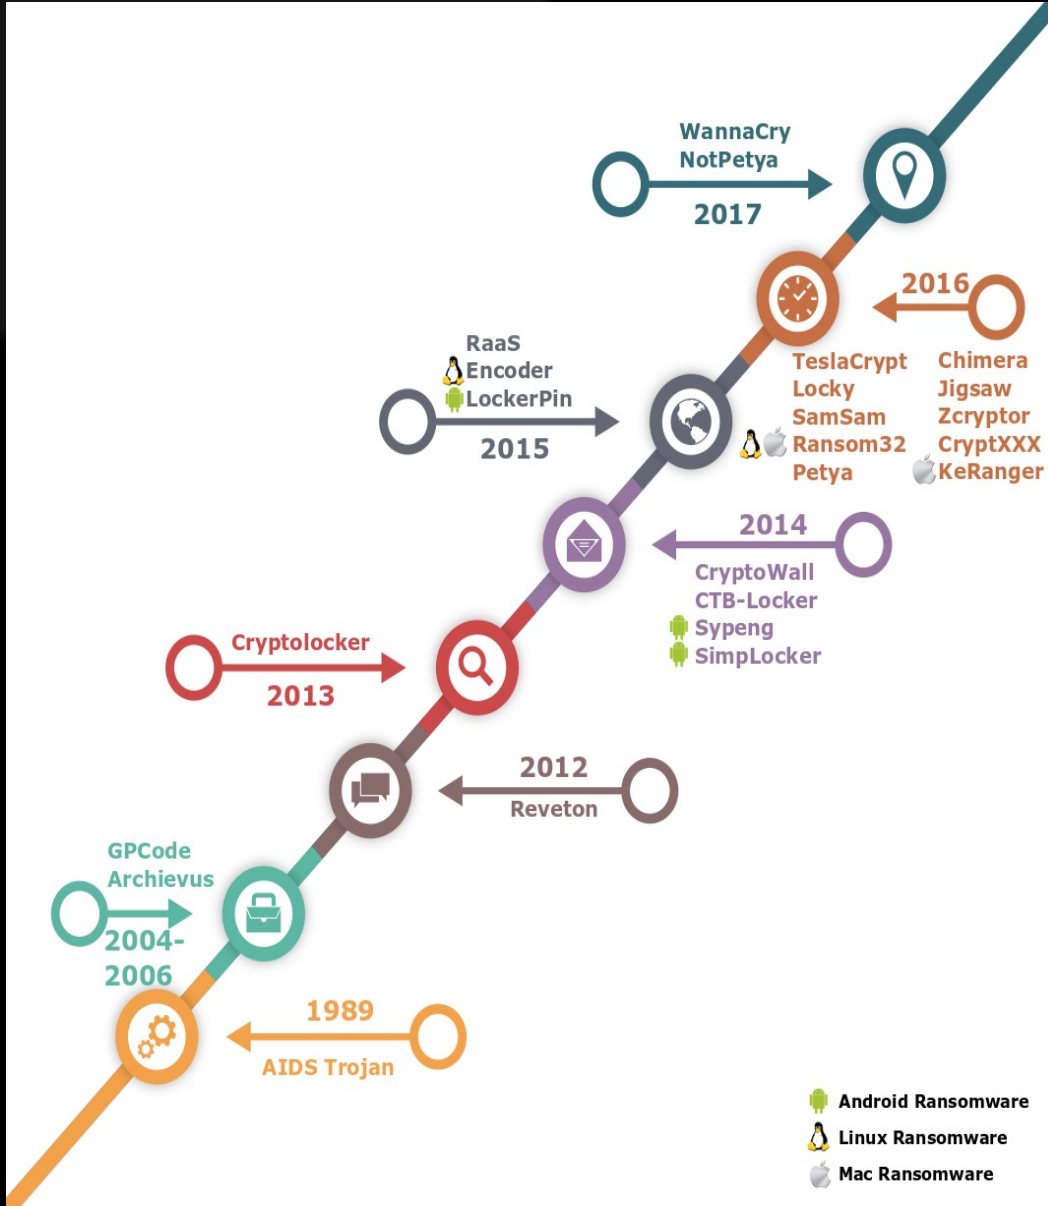 WannaCry
NotPetya
2017
2016
TeslaCrypt
Locky
SamSam
Ransom32
Petya
Chimera
Jigsaw
Zcryptor
CryptXXX
KeRanger
RaaS
Encoder
LockerPin
2015
2014
CryptoWall
CTB-Locker
Sypeng
SimpLocker
Cryptolocker
2013
2012
Reveton
GPCode
Archievus
2004-
2006
1989
AIDS Trojan
Android Ransomware
Linux Ransomware
Mac Ransomware